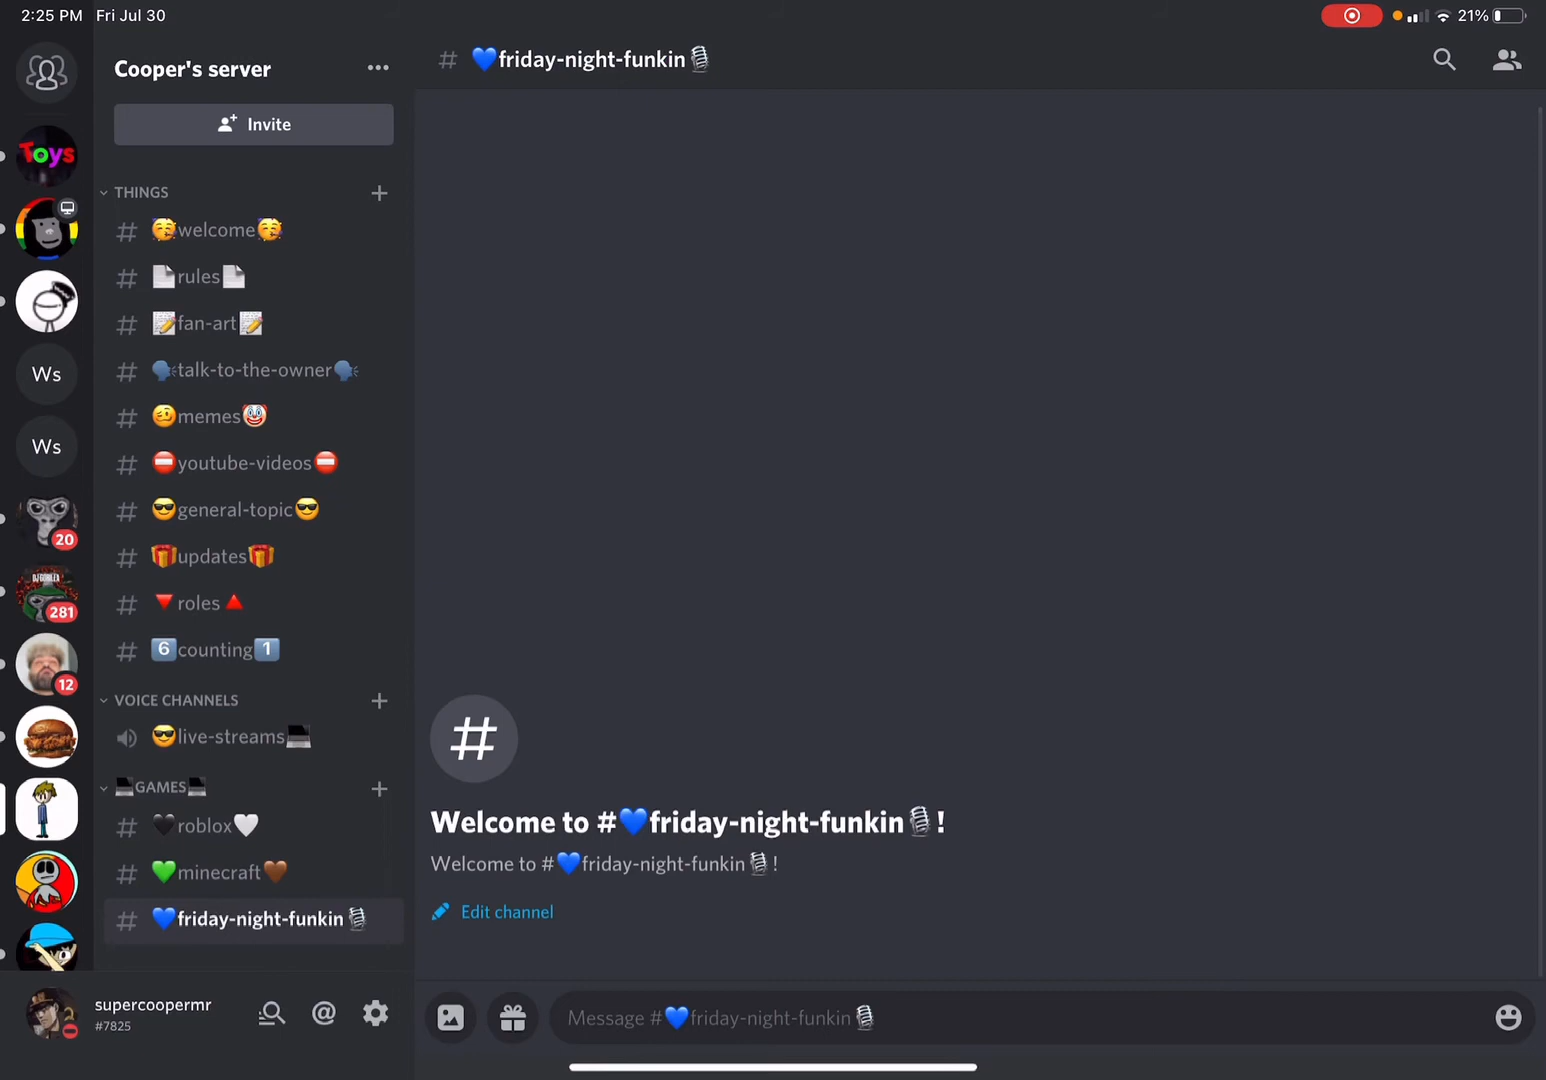 2:25 PM Fri Jul 30
21%
Cooper's server
Invite
THINGS
# 🥳welcome🥳
# 📄rules📄
# 📝fan-art📝
# 🗣talk-to-the-owner🗣
# 🥴memes🤡
# ⛔youtube-videos⛔
# 😎general-topic😎
# 🎁updates🎁
# 🔻roles🔺
# 6️⃣counting1️⃣
VOICE CHANNELS
😎live-streams💻
💻GAMES💻
# 🖤roblox🤍
# 💚minecraft🤎
# 💙friday-night-funkin🎙
Toys
Ws
Ws
20
DJGORILLA
281
12
supercoopermr
#7825
# 💙friday-night-funkin🎙
#
Welcome to #💙friday-night-funkin🎙!
Welcome to #💙friday-night-funkin🎙!
Edit channel
Message #💙friday-night-funkin🎙